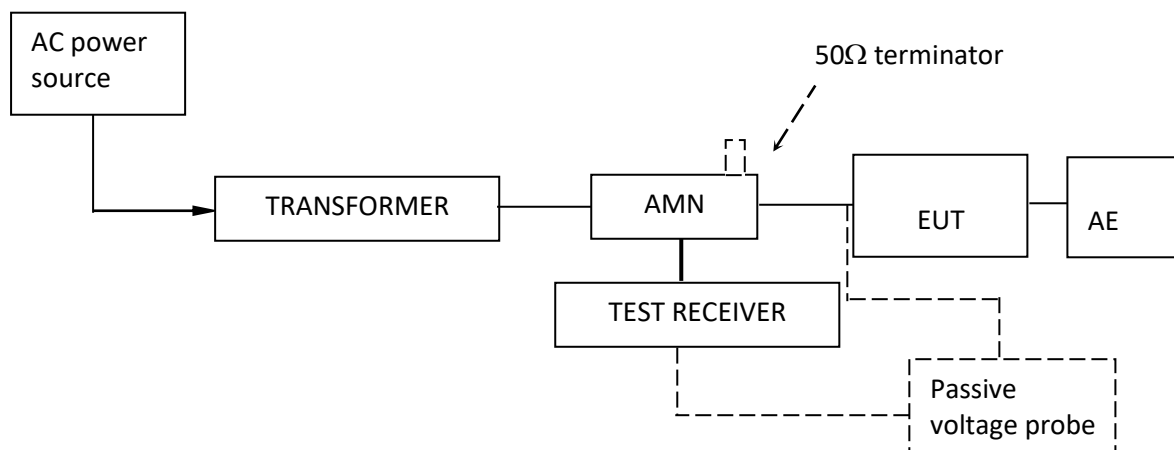 AC power
source
50Ω terminator
TRANSFORMER
AMN
EUT
AE
TEST RECEIVER
Passive
voltage probe